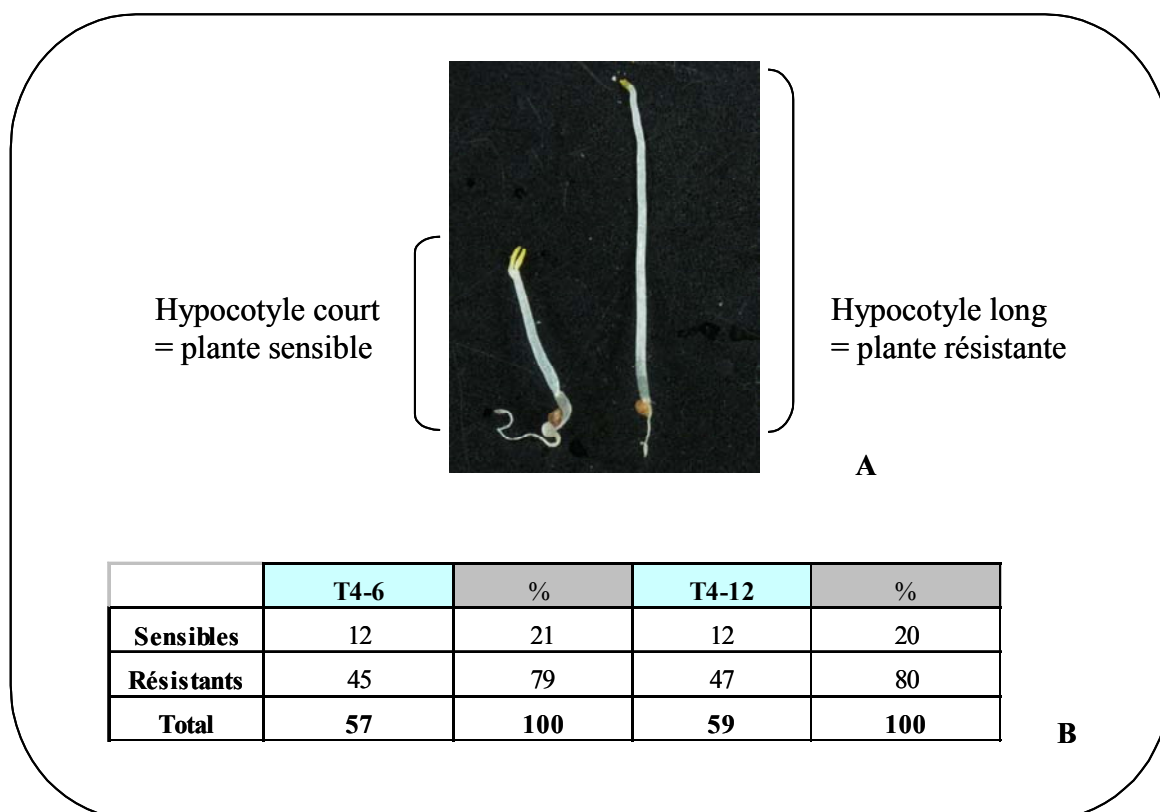 Hypocotyle court
= plante sensible
Hypocotyle long
= plante résistante
A
T4-6 % T4-12 %
Sensibles 12 21 12 20
Résistants 45 79 47 80
Total 57 100 59 100
B